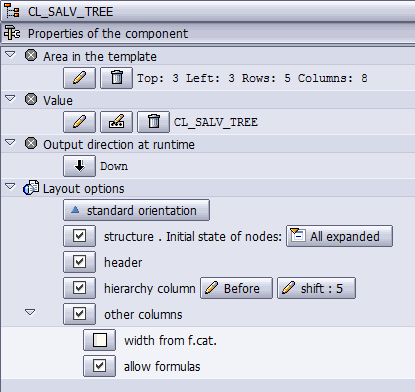 CL_SALV_TREE
Properties of the component
Area in the template
Top: 3 Left: 3 Rows: 5 Columns: 8
Value
CL_SALV_TREE
Output direction at runtime
Down
Layout options
standard orientation
structure . Initial state of nodes: All expanded
header
hierarchy column Before shift : 5
other columns
width from f.cat.
allow formulas